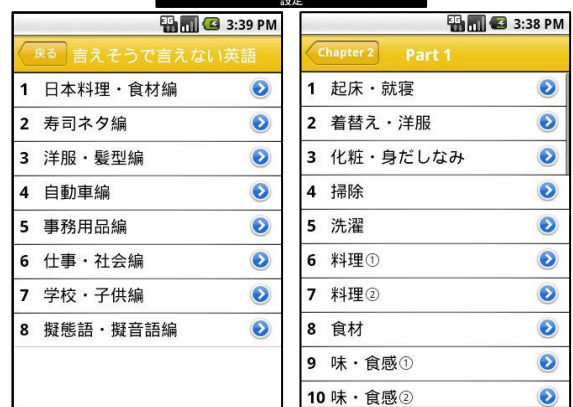 設定
3G 3:39 PM
戻る 言えそうで言えない英語
1 日本料理・食材編
2 寿司ネタ編
3 洋服・髪型編
4 自動車編
5 事務用品編
6 仕事・社会編
7 学校・子供編
8 擬態語・擬音語編
3G 3:38 PM
Chapter 2 Part 1
1 起床・就寝
2 着替え・洋服
3 化粧・身だしなみ
4 掃除
5 洗濯
6 料理①
7 料理②
8 食材
9 味・食感①
10 味・食感②